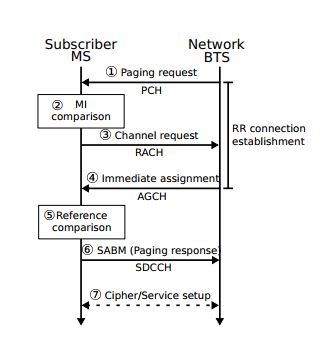 Subscriber
MS
Network
BTS
① Paging request
PCH
② MI
comparison
③ Channel request
RACH
RR connection
establishment
④ Immediate assignment
AGCH
⑤Reference
comparison
⑥ SABM (Paging response)
SDCCH
⑦ Cipher/Service setup